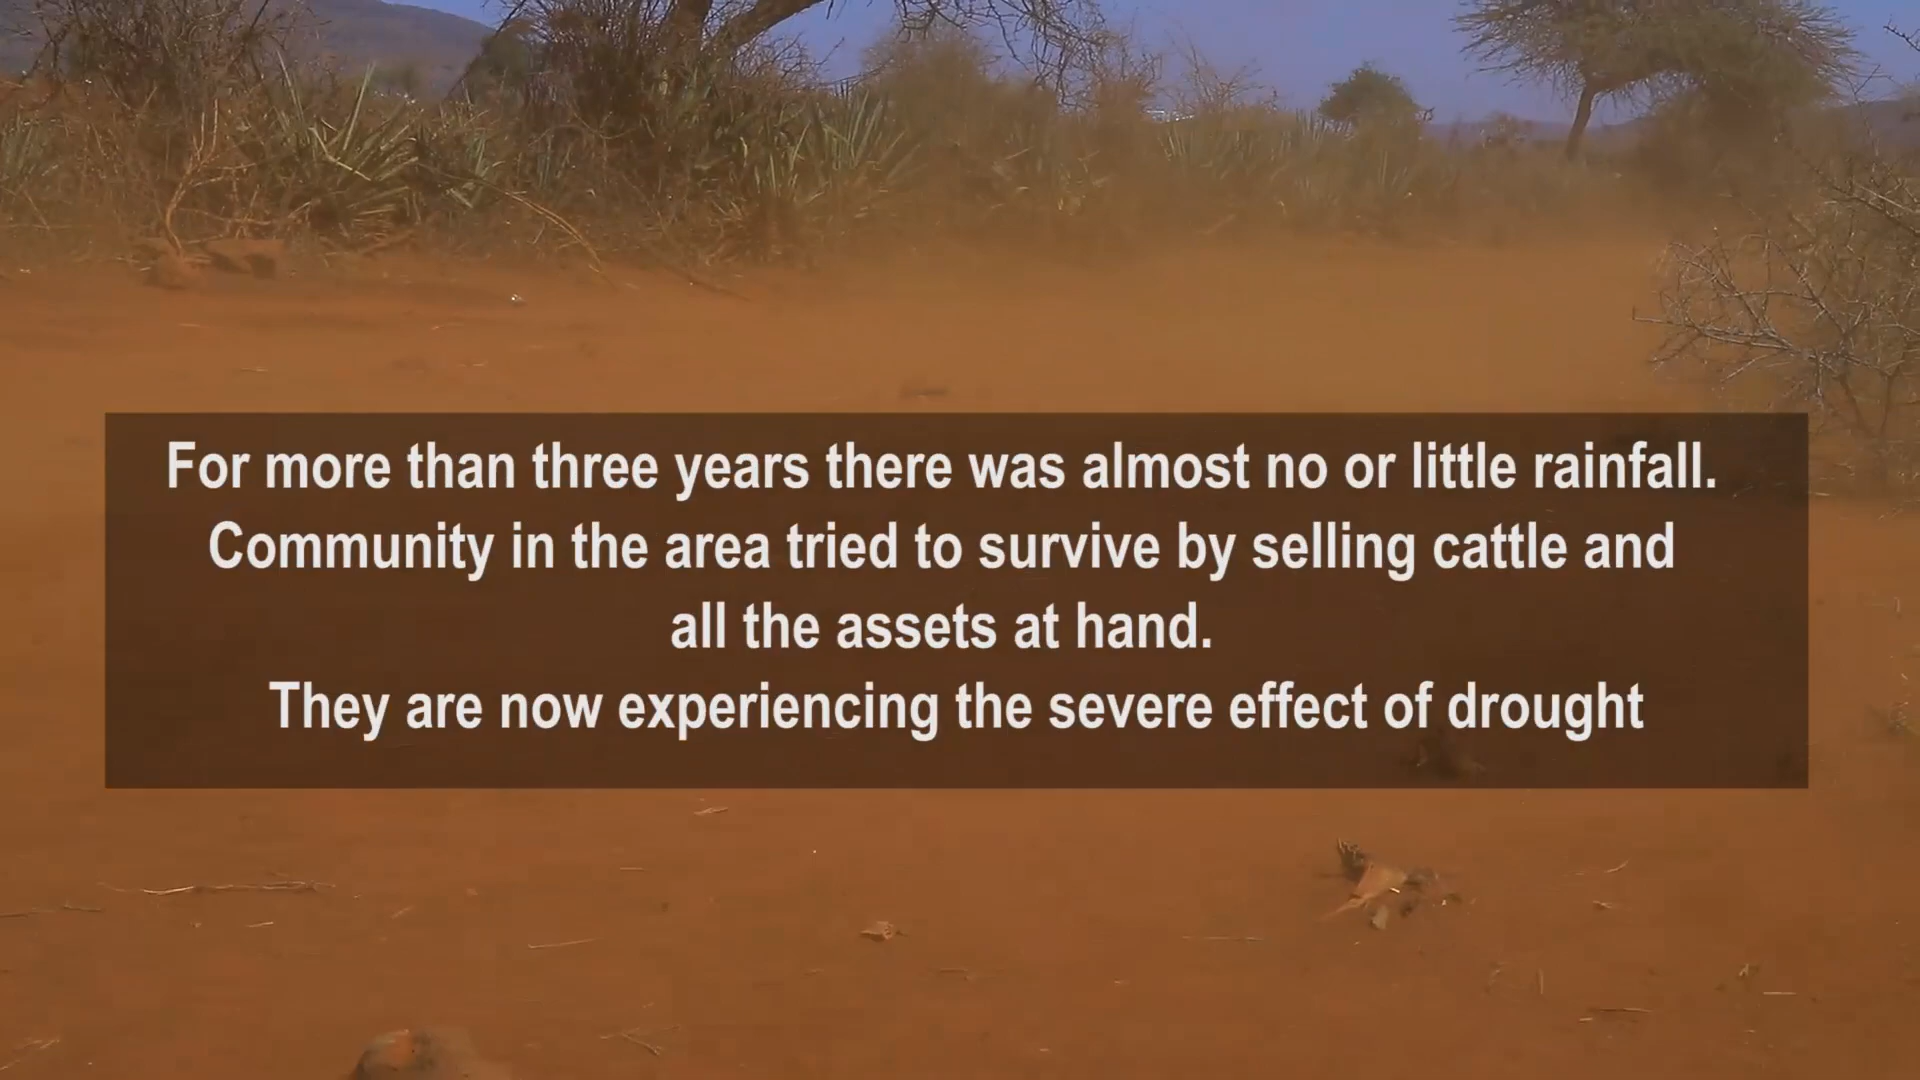 For more than three years there was almost no or little rainfall.
Community in the area tried to survive by selling cattle and
all the assets at hand.
They are now experiencing the severe effect of drought